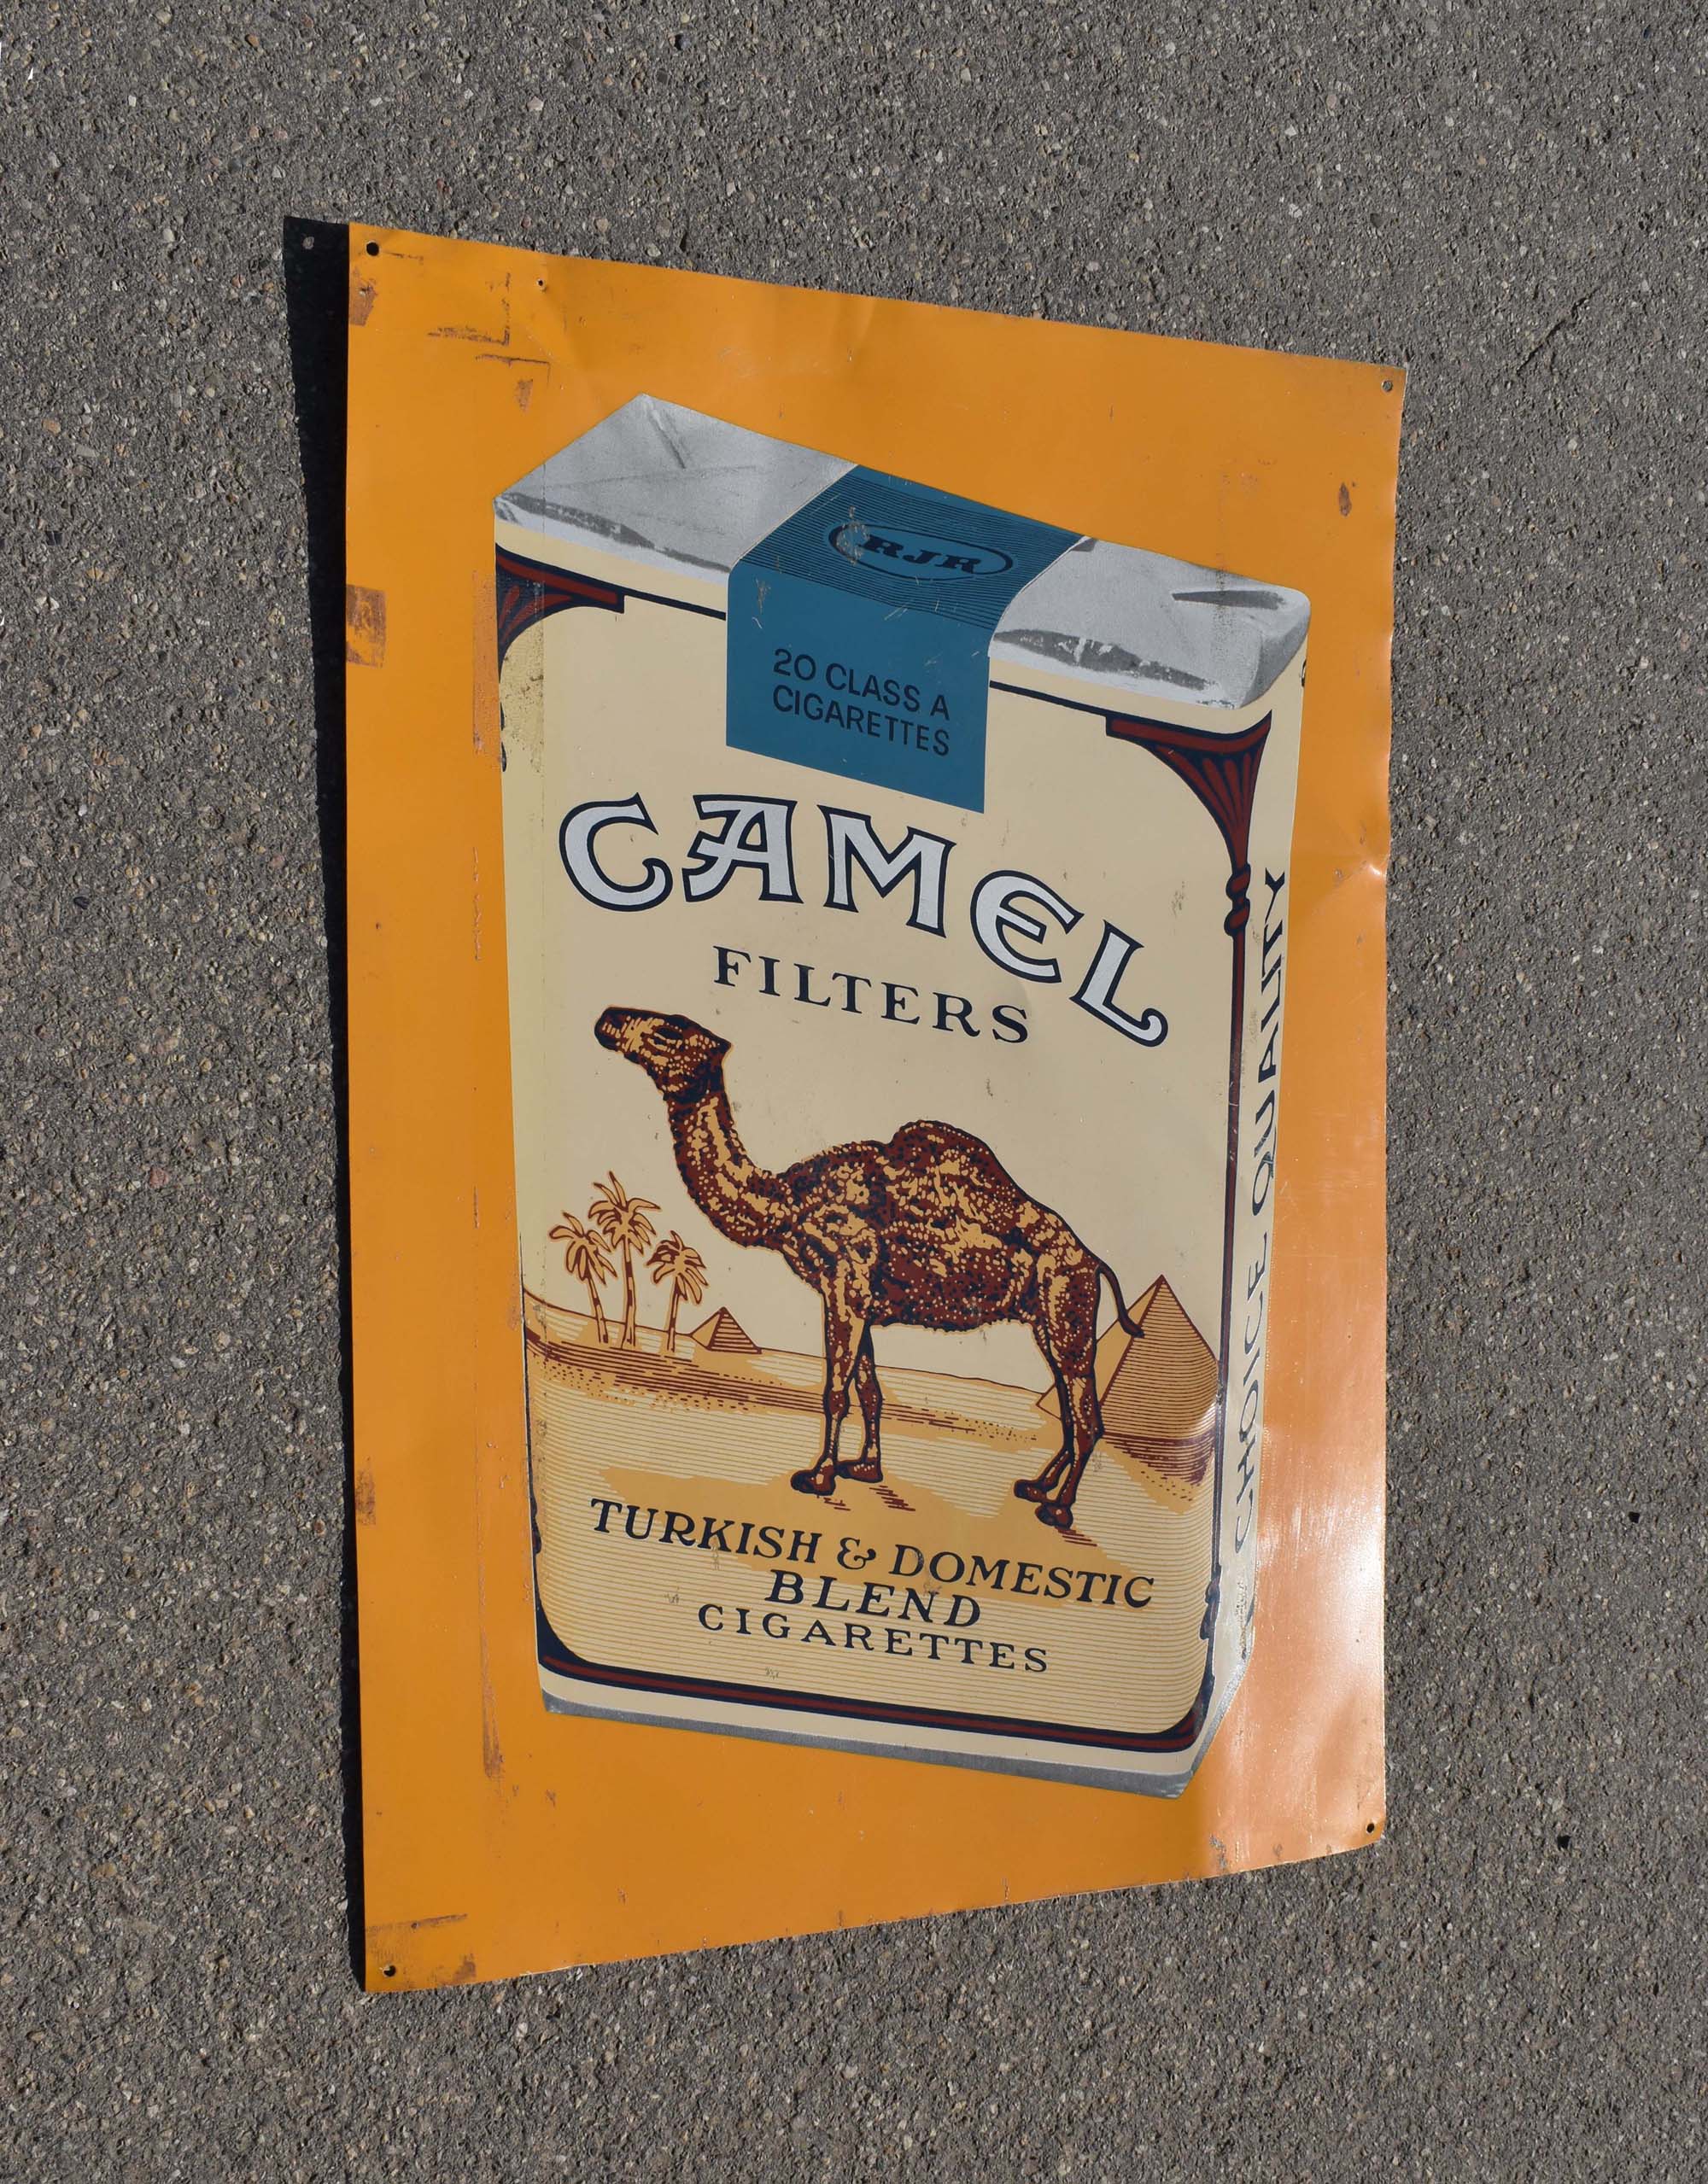 RJR
20 CLASS A
CIGARETTES
CAMEL
FILTERS
TURKISH & DOMESTIC
BLEND
CIGARETTES
CHOICE QUALITY